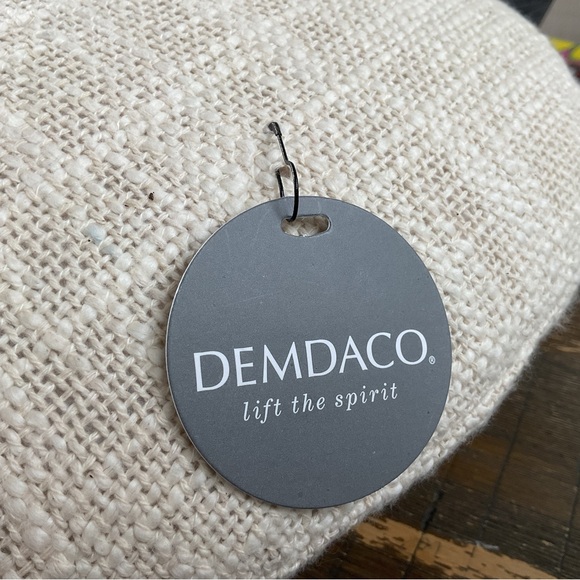 DEMDACO®
lift the spirit